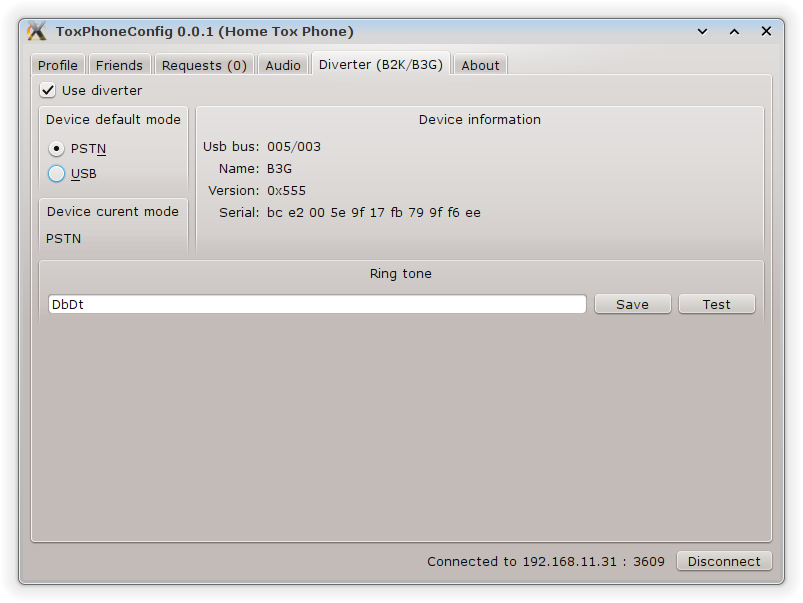 ToxPhoneConfig 0.0.1 (Home Tox Phone)
Profile Friends Requests (0) Audio Diverter (B2K/B3G) About
Use diverter
Device default mode
PSTN
USB
Device curent mode
PSTN
Device information
Usb bus: 005/003
Name: B3G
Version: 0x555
Serial: bc e2 00 5e 9f 17 fb 79 9f f6 ee
Ring tone
DbDt Save Test
Connected to 192.168.11.31 : 3609 Disconnect